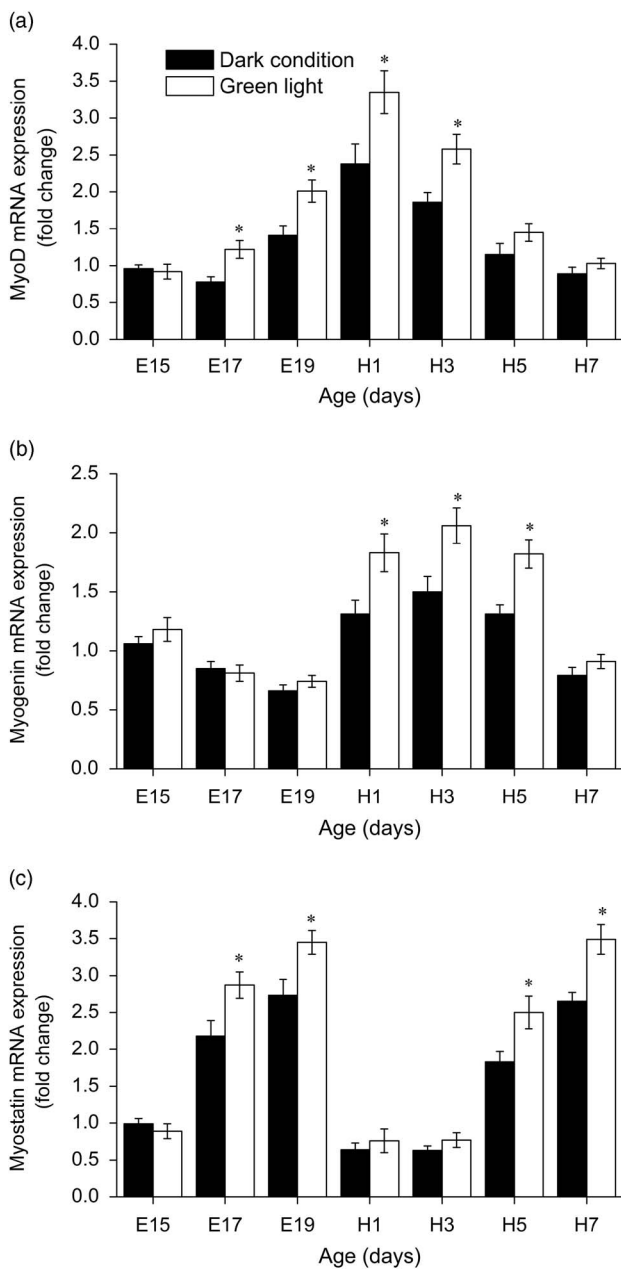 (a)
Dark condition
Green light
MyoD mRNA expression
(fold change)
4.0
3.5
3.0
2.5
2.0
1.5
1.0
0.5
0.0
*
*
*
*
E15 E17 E19 H1 H3 H5 H7
Age (days)
(b)
Myogenin mRNA expression
(fold change)
2.5
2.0
1.5
1.0
0.5
0.0
*
*
*
E15 E17 E19 H1 H3 H5 H7
Age (days)
(c)
Myostatin mRNA expression
(fold change)
4.0
3.5
3.0
2.5
2.0
1.5
1.0
0.5
0.0
*
*
*
*
E15 E17 E19 H1 H3 H5 H7
Age (days)